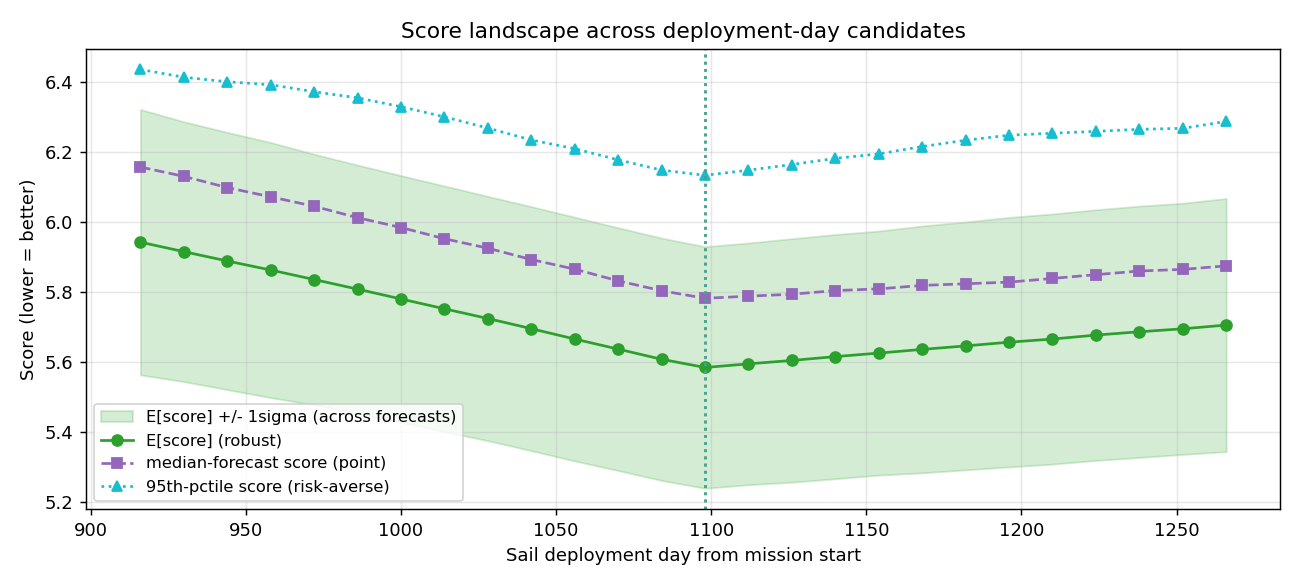 Score landscape across deployment-day candidates
Score (lower = better)
6.4
6.2
6.0
5.8
5.6
5.4
5.2
E[score] +/- 1sigma (across forecasts)
E[score] (robust)
median-forecast score (point)
95th-pctile score (risk-averse)
900 950 1000 1050 1100 1150 1200 1250
Sail deployment day from mission start